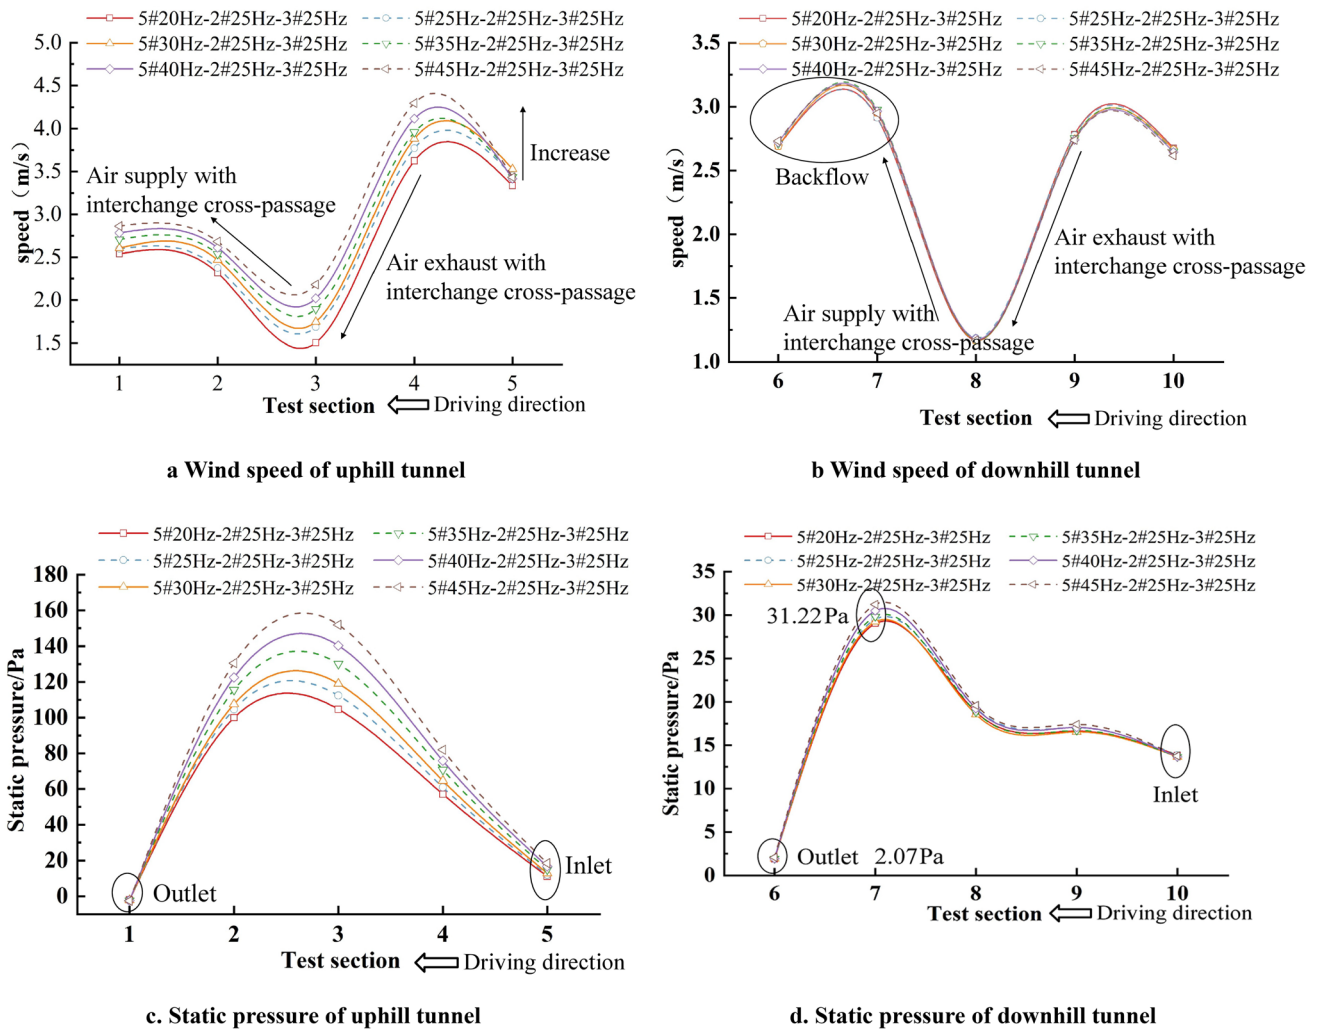 5#20Hz-2#25Hz-3#25Hz
5#25Hz-2#25Hz-3#25Hz
5#30Hz-2#25Hz-3#25Hz
5#35Hz-2#25Hz-3#25Hz
5#40Hz-2#25Hz-3#25Hz
5#45Hz-2#25Hz-3#25Hz
5.0
4.5
4.0
3.5
3.0
2.5
2.0
1.5
speed（m/s）
Increase
Air supply with
interchange cross-passage
Air exhaust with
interchange cross-passage
1 2 3 4 5
Test section
Driving direction
a Wind speed of uphill tunnel
5#20Hz-2#25Hz-3#25Hz
5#25Hz-2#25Hz-3#25Hz
5#30Hz-2#25Hz-3#25Hz
5#35Hz-2#25Hz-3#25Hz
5#40Hz-2#25Hz-3#25Hz
5#45Hz-2#25Hz-3#25Hz
3.5
3.0
2.5
2.0
1.5
1.0
speed（m/s）
Backflow
Air exhaust with
interchange cross-passage
Air supply with
interchange cross-passage
6 7 8 9 10
Test section
Driving direction
b Wind speed of downhill tunnel
5#20Hz-2#25Hz-3#25Hz
5#35Hz-2#25Hz-3#25Hz
5#25Hz-2#25Hz-3#25Hz
5#40Hz-2#25Hz-3#25Hz
5#30Hz-2#25Hz-3#25Hz
5#45Hz-2#25Hz-3#25Hz
180
160
140
120
100
80
60
40
20
0
Static pressure/Pa
Inlet
Outlet
1 2 3 4 5
Test section
Driving direction
c. Static pressure of uphill tunnel
5#20Hz-2#25Hz-3#25Hz
5#35Hz-2#25Hz-3#25Hz
5#25Hz-2#25Hz-3#25Hz
5#40Hz-2#25Hz-3#25Hz
5#30Hz-2#25Hz-3#25Hz
5#45Hz-2#25Hz-3#25Hz
35
30
25
20
15
10
5
0
Static pressure/Pa
31.22Pa
Inlet
Outlet 2.07Pa
6 7 8 9 10
Test section
Driving direction
d. Static pressure of downhill tunnel